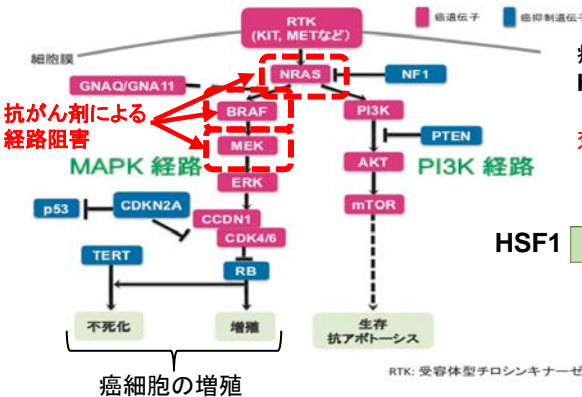 RTK
(KIT, METなど)
癌遺伝子
癌抑制遺伝子
細胞膜
NRAS
NF1
GNAQ/GNA11
抗がん剤による
経路阻害
BRAF
PI3K
MEK
PTEN
MAPK 経路
AKT
PI3K 経路
ERK
p53
CDKN2A
mTOR
CCDN1
CDK4/6
HSF1
TERT
RB
不死化
増殖
生存
抗アポトーシス
癌細胞の増殖
RTK: 受容体型チロシンキナーゼ